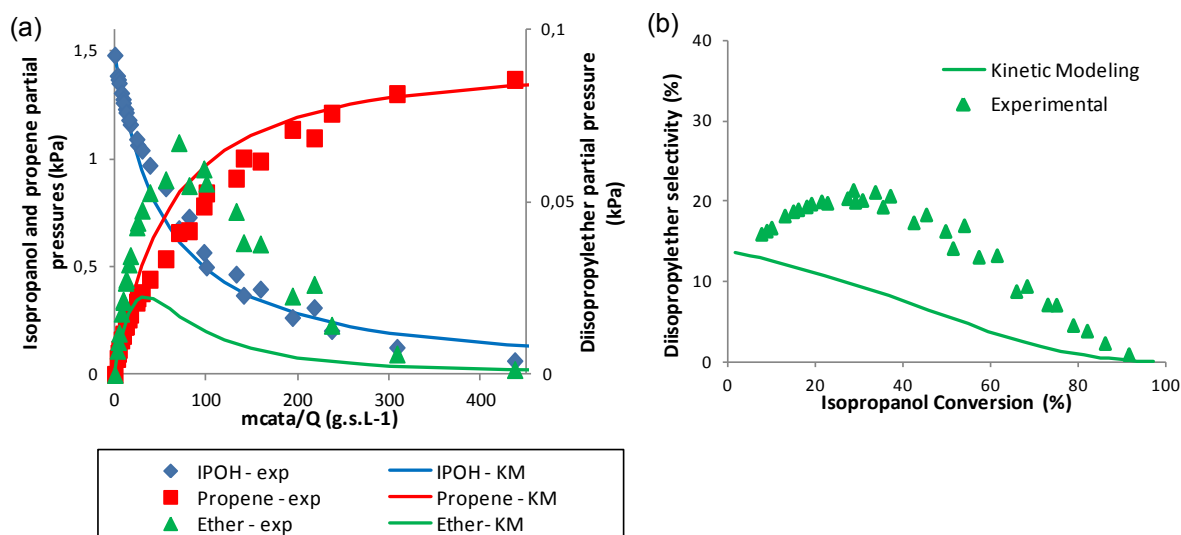 (a)
Isopropanol and propene partial
pressures (kPa)
1,5
1
0,5
0
0
100
200
300
400
mcata/Q (g.s.L-1)
0,1
0,05
0
Diisopropylether partial pressure
(kPa)
IPOH - exp
IPOH - KM
Propene - exp
Propene - KM
Ether - exp
Ether- KM
(b)
Diisopropylether selectivity (%)
40
30
20
10
0
0
20
40
60
80
100
Isopropanol Conversion (%)
Kinetic Modeling
Experimental